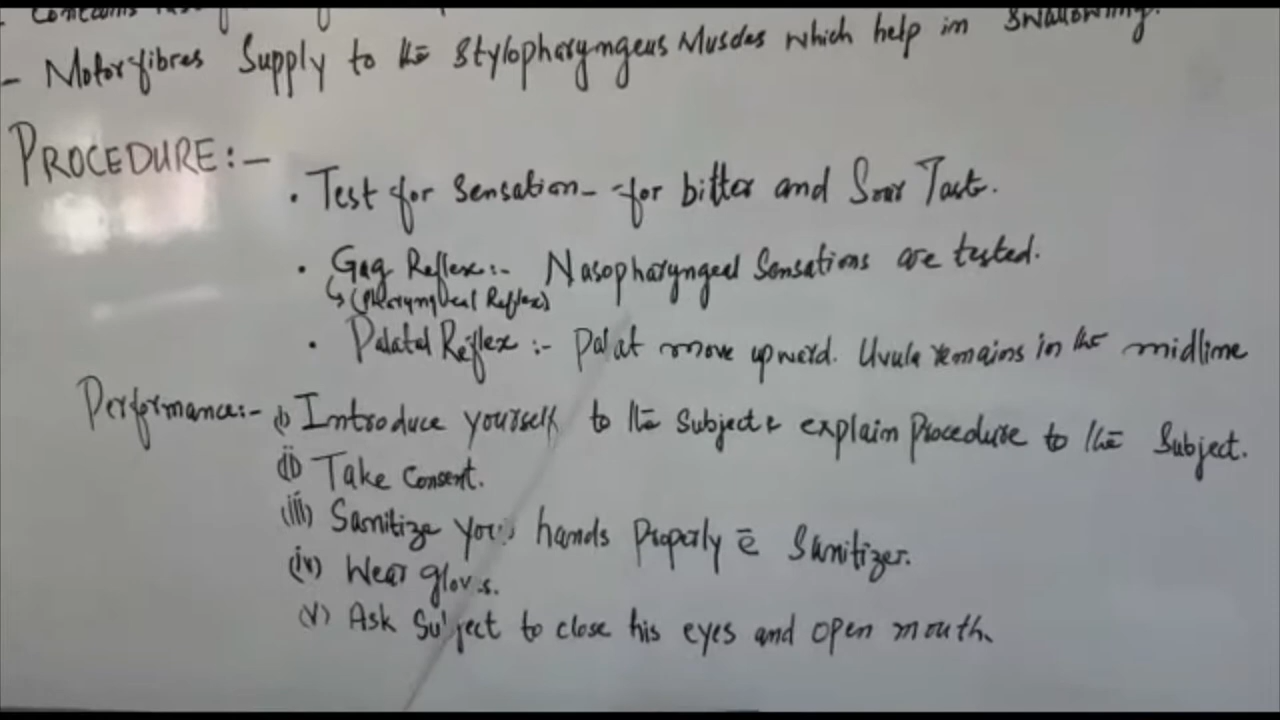 - Contains
- Motor fibres Supply to the Stylopharyngeus Muscles which help in swallowing.
PROCEDURE:-
• Test for Sensation - for bitter and Sour Taste.
• Gag Reflex:- Nasopharyngeal Sensations are tested.
↳ (Pharyngeal Reflex)
• Palatal Reflex :- Palat move upward. Uvula remains in the midline
Performance:- (i) Introduce yourself to the Subject & explain Procedure to the Subject.
(ii) Take Consent.
(iii) Sanitize your hands Properly c̄ Sanitizer.
(iv) Wear gloves.
(v) Ask Subject to close his eyes and open mouth.